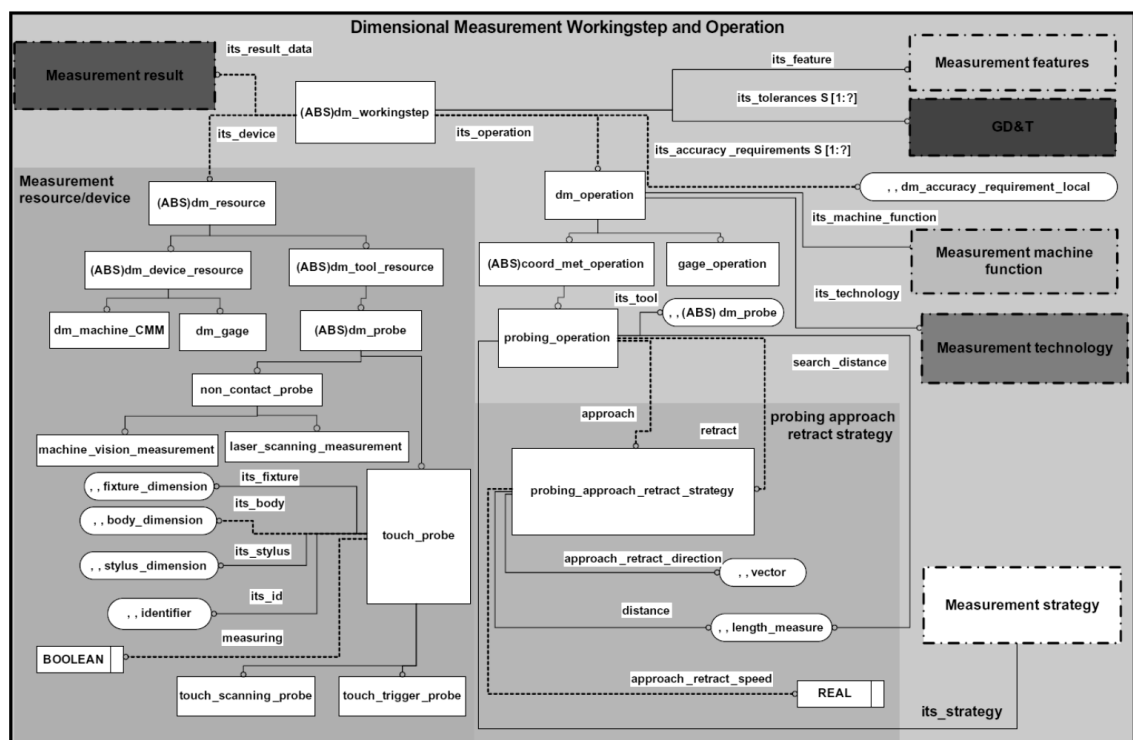 Dimensional Measurement Workingstep and Operation
its_result_data
Measurement result
its_feature
Measurement features
(ABS)dm_workingstep
its_tolerances S [1:?]
GD&T
its_device
its_operation
its_accuracy_requirements S [1:?]
Measurement
resource/device
(ABS)dm_resource
dm_operation
, , dm_accuracy_requirement_local
its_machine_function
(ABS)dm_device_resource
(ABS)dm_tool_resource
(ABS)coord_met_operation
gage_operation
Measurement machine
function
its_tool
its_technology
dm_machine_CMM
dm_gage
(ABS)dm_probe
, , (ABS) dm_probe
probing_operation
Measurement technology
search_distance
non_contact_probe
approach
retract
probing approach
retract strategy
machine_vision_measurement
laser_scanning_measurement
its_fixture
, , fixture_dimension
probing_approach_retract_strategy
its_body
, , body_dimension
touch_probe
its_stylus
, , stylus_dimension
approach_retract_direction
, , vector
its_id
, , identifier
distance
, , length_measure
Measurement strategy
measuring
BOOLEAN
touch_scanning_probe
touch_trigger_probe
approach_retract_speed
REAL
its_strategy